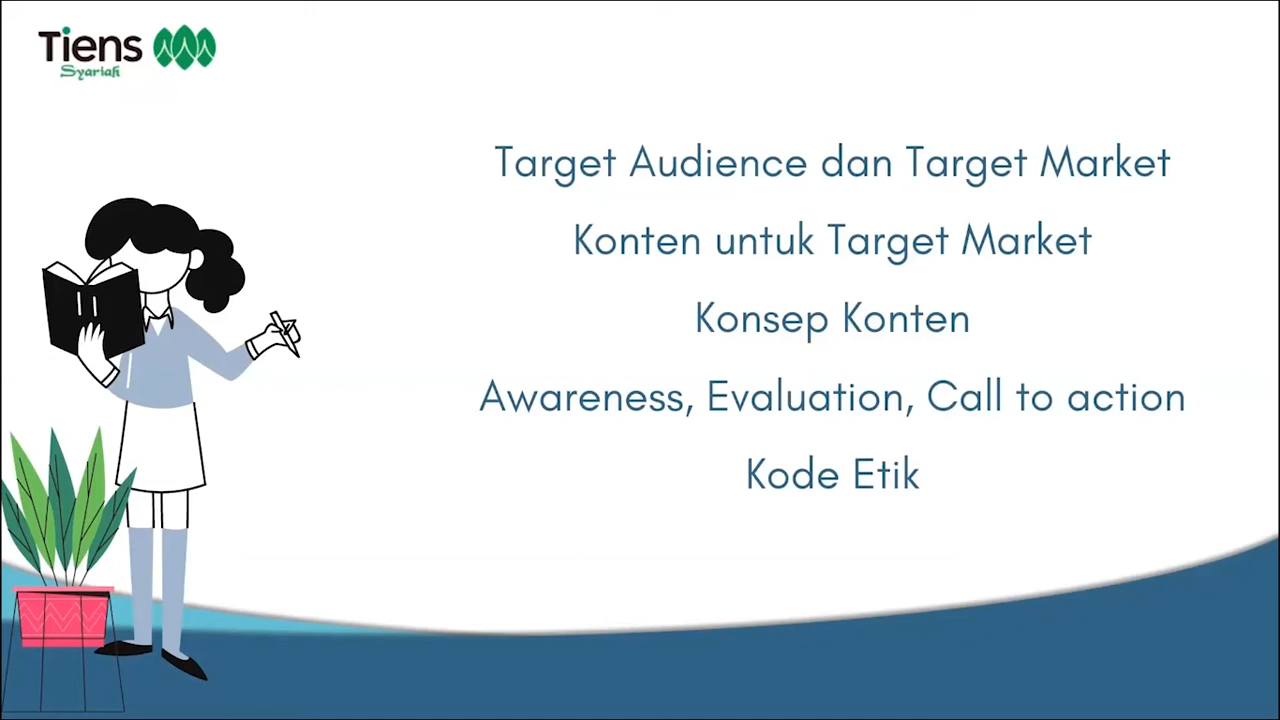 Tiens
Syariah
Target Audience dan Target Market
Konten untuk Target Market
Konsep Konten
Awareness, Evaluation, Call to action
Kode Etik